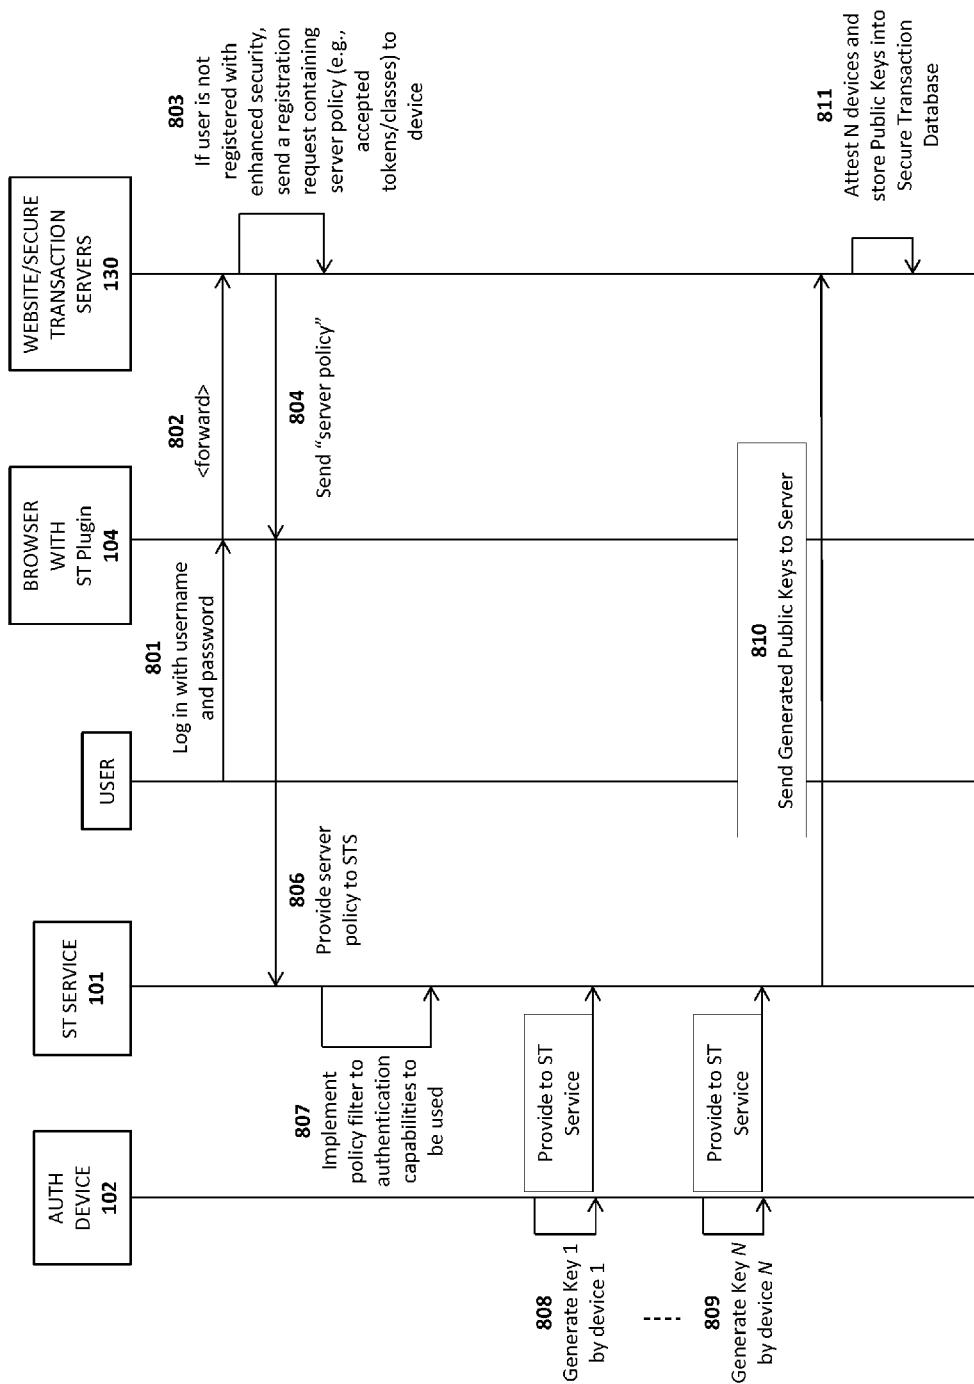 AUTH
DEVICE
102
ST SERVICE
101
USER
BROWSER
WITH
ST Plugin
104
WEBSITE/SECURE
TRANSACTION
SERVERS
130
801
Log in with username
and password
802
<forward>
803
If user is not
registered with
enhanced security,
send a registration
request containing
server policy (e.g.,
accepted
tokens/classes) to
device
804
Send “server policy”
806
Provide server
policy to STS
807
Implement
policy filter to
authentication
capabilities to
be used
808
Generate Key 1
by device 1
Provide to ST
Service
809
Generate Key N
by device N
Provide to ST
Service
810
Send Generated Public Keys to Server
811
Attest N devices and
store Public Keys into
Secure Transaction
Database